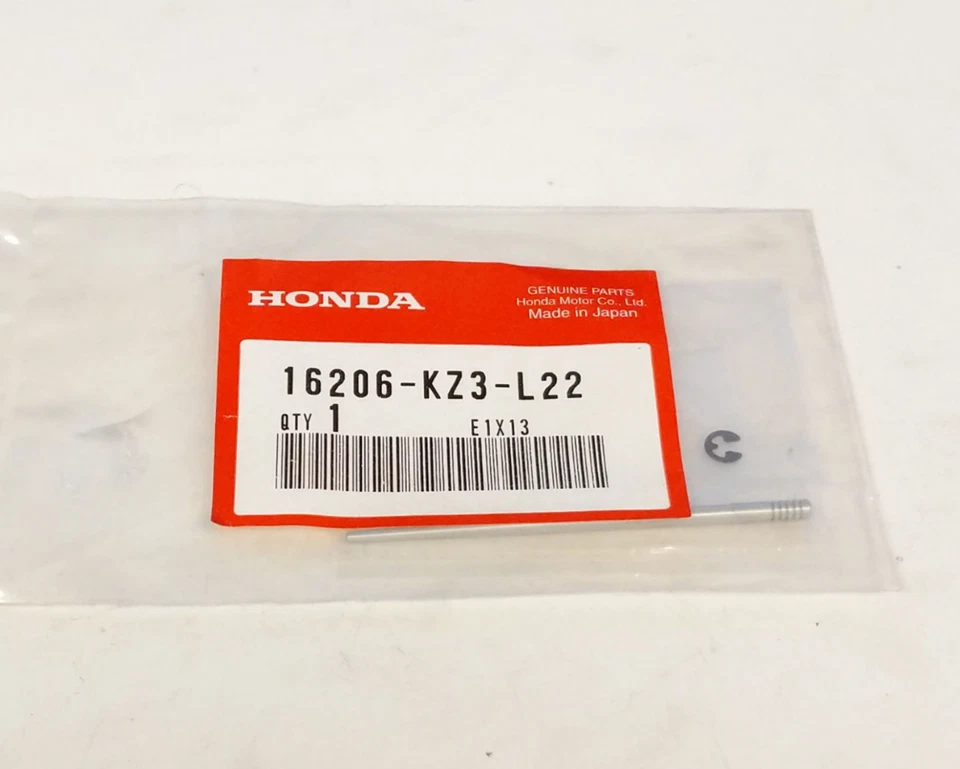 HONDA
GENUINE PARTS
Honda Motor Co., Ltd.
Made in Japan
16206-KZ3-L22
QTY 1 E1X13